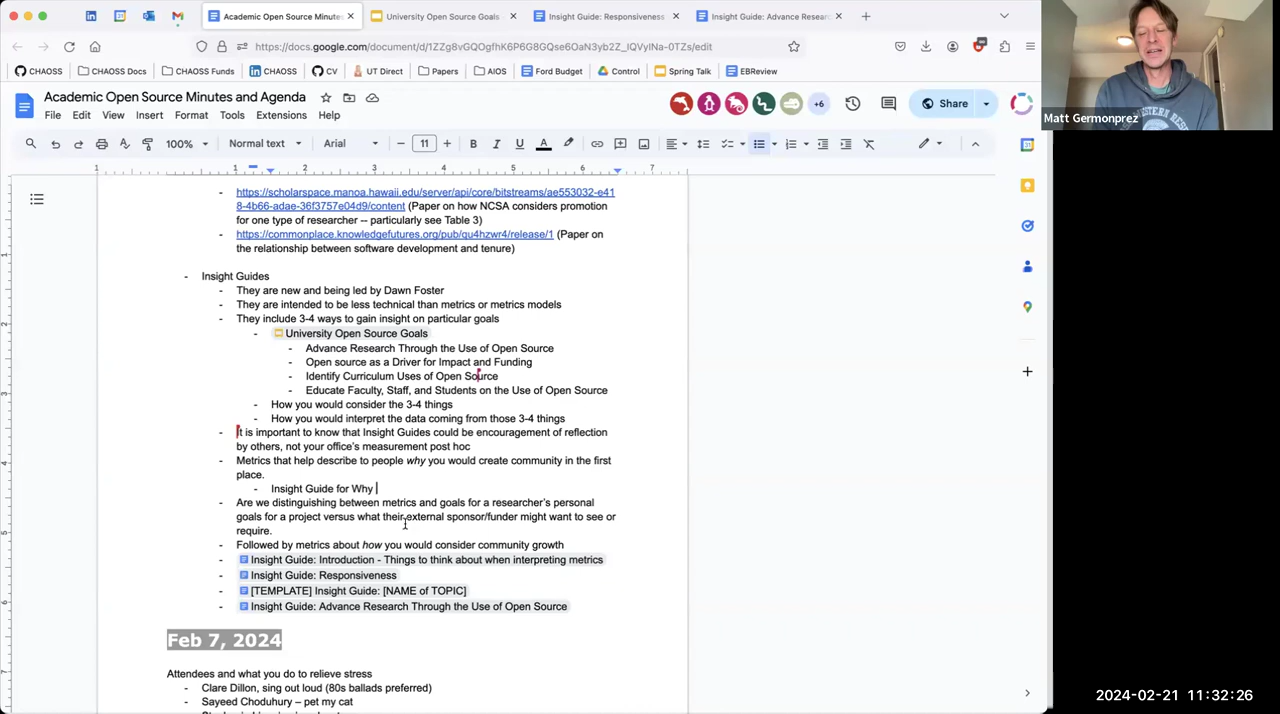 Academic Open Source Minutes
University Open Source Goals
Insight Guide: Responsiveness
Insight Guide: Advance Resear
https://docs.google.com/document/d/1ZZg8vGQOgfhK6P6G8GQse6OaN3yb2Z_lQVylNa-0TZs/edit
CHAOSS
CHAOSS Docs
CHAOSS Funds
CHAOSS
CV
UT Direct
Papers
AIOS
Ford Budget
Control
Spring Talk
EBReview
Academic Open Source Minutes and Agenda
File Edit View Insert Format Tools Extensions Help
+6
Share
100% Normal text Arial 11 B I U A
1 1 2 3 4 5 6 7
- https://scholarspace.manoa.hawaii.edu/server/api/core/bitstreams/ae553032-e41
8-4b66-adae-36f3757e04d9/content (Paper on how NCSA considers promotion
for one type of researcher -- particularly see Table 3)
- https://commonplace.knowledgefutures.org/pub/qu4hzwr4/release/1 (Paper on
the relationship between software development and tenure)
- Insight Guides
- They are new and being led by Dawn Foster
- They are intended to be less technical than metrics or metrics models
- They include 3-4 ways to gain insight on particular goals
- University Open Source Goals
- Advance Research Through the Use of Open Source
- Open source as a Driver for Impact and Funding
- Identify Curriculum Uses of Open Source
- Educate Faculty, Staff, and Students on the Use of Open Source
- How you would consider the 3-4 things
- How you would interpret the data coming from those 3-4 things
- It is important to know that Insight Guides could be encouragement of reflection
by others, not your office's measurement post hoc
- Metrics that help describe to people why you would create community in the first
place.
- Insight Guide for Why
- Are we distinguishing between metrics and goals for a researcher's personal
goals for a project versus what their external sponsor/funder might want to see or
require.
- Followed by metrics about how you would consider community growth
- Insight Guide: Introduction - Things to think about when interpreting metrics
- Insight Guide: Responsiveness
- [TEMPLATE] Insight Guide: [NAME of TOPIC]
- Insight Guide: Advance Research Through the Use of Open Source
Feb 7, 2024
Attendees and what you do to relieve stress
- Clare Dillon, sing out loud (80s ballads preferred)
- Sayeed Choduhury – pet my cat
Matt Germonprez
2024-02-21 11:32:26